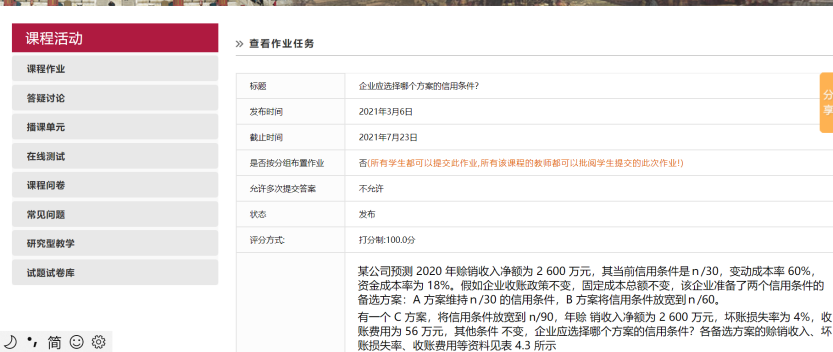 课程活动
课程作业
答疑讨论
播课单元
在线测试
课程问卷
常见问题
研究型教学
试题试卷库
查看作业任务
标题 企业应选择哪个方案的信用条件?
发布时间 2021年3月6日
截止时间 2021年7月23日
是否按分组布置作业 否(所有学生都可以提交此作业,所有该课程的教师都可以批阅学生提交的此次作业!)
允许多次提交答案 不允许
状态 发布
评分方式: 打分制:100.0分
某公司预测 2020 年赊销收入净额为 2 600 万元，其当前信用条件是 n/30，变动成本率 60%，
资金成本率为 18%。假如企业收账政策不变，固定成本总额不变，该企业准备了两个信用条件的
备选方案：A 方案维持 n/30 的信用条件，B 方案将信用条件放宽到 n/60。
有一个 C 方案，将信用条件放宽到 n/90，年赊 销收入净额为 2 600 万元，坏账损失率为 4%，收
账费用为 56 万元，其他条件 不变，企业应选择哪个方案的信用条件？各备选方案的赊销收入、坏
账损失率、收账费用等资料见表 4.3 所示
分享
简